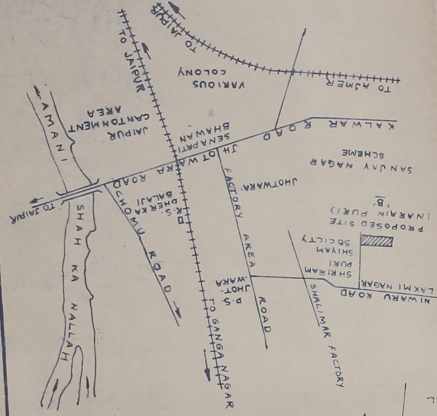 TO JAIPUR
TO JAIPUR
TO AJMER
VARIOUS
COLONY
JAIPUR
CANTONMENT
AREA
AMANI
SHAH KA NALLAH
TO JAIPUR
KALWAR ROAD
JHOTWARA ROAD
SENAPATI
BHAWAN
SANJAY NAGAR
SCHEME
'B'
PROPOSED SITE
(NARAIN PURI)
JHOTWARA
FACTORY AREA ROAD
R.S.
DHERKA
BALAJI
CHOMU ROAD
SHRIRAM
PURI
SHIYAM
SOCILTY
NIWARU ROAD
LAXMI NAGAR
P.S.
JHOT-
WARA
SHALIMAR FACTORY
TO GANGA NAGAR